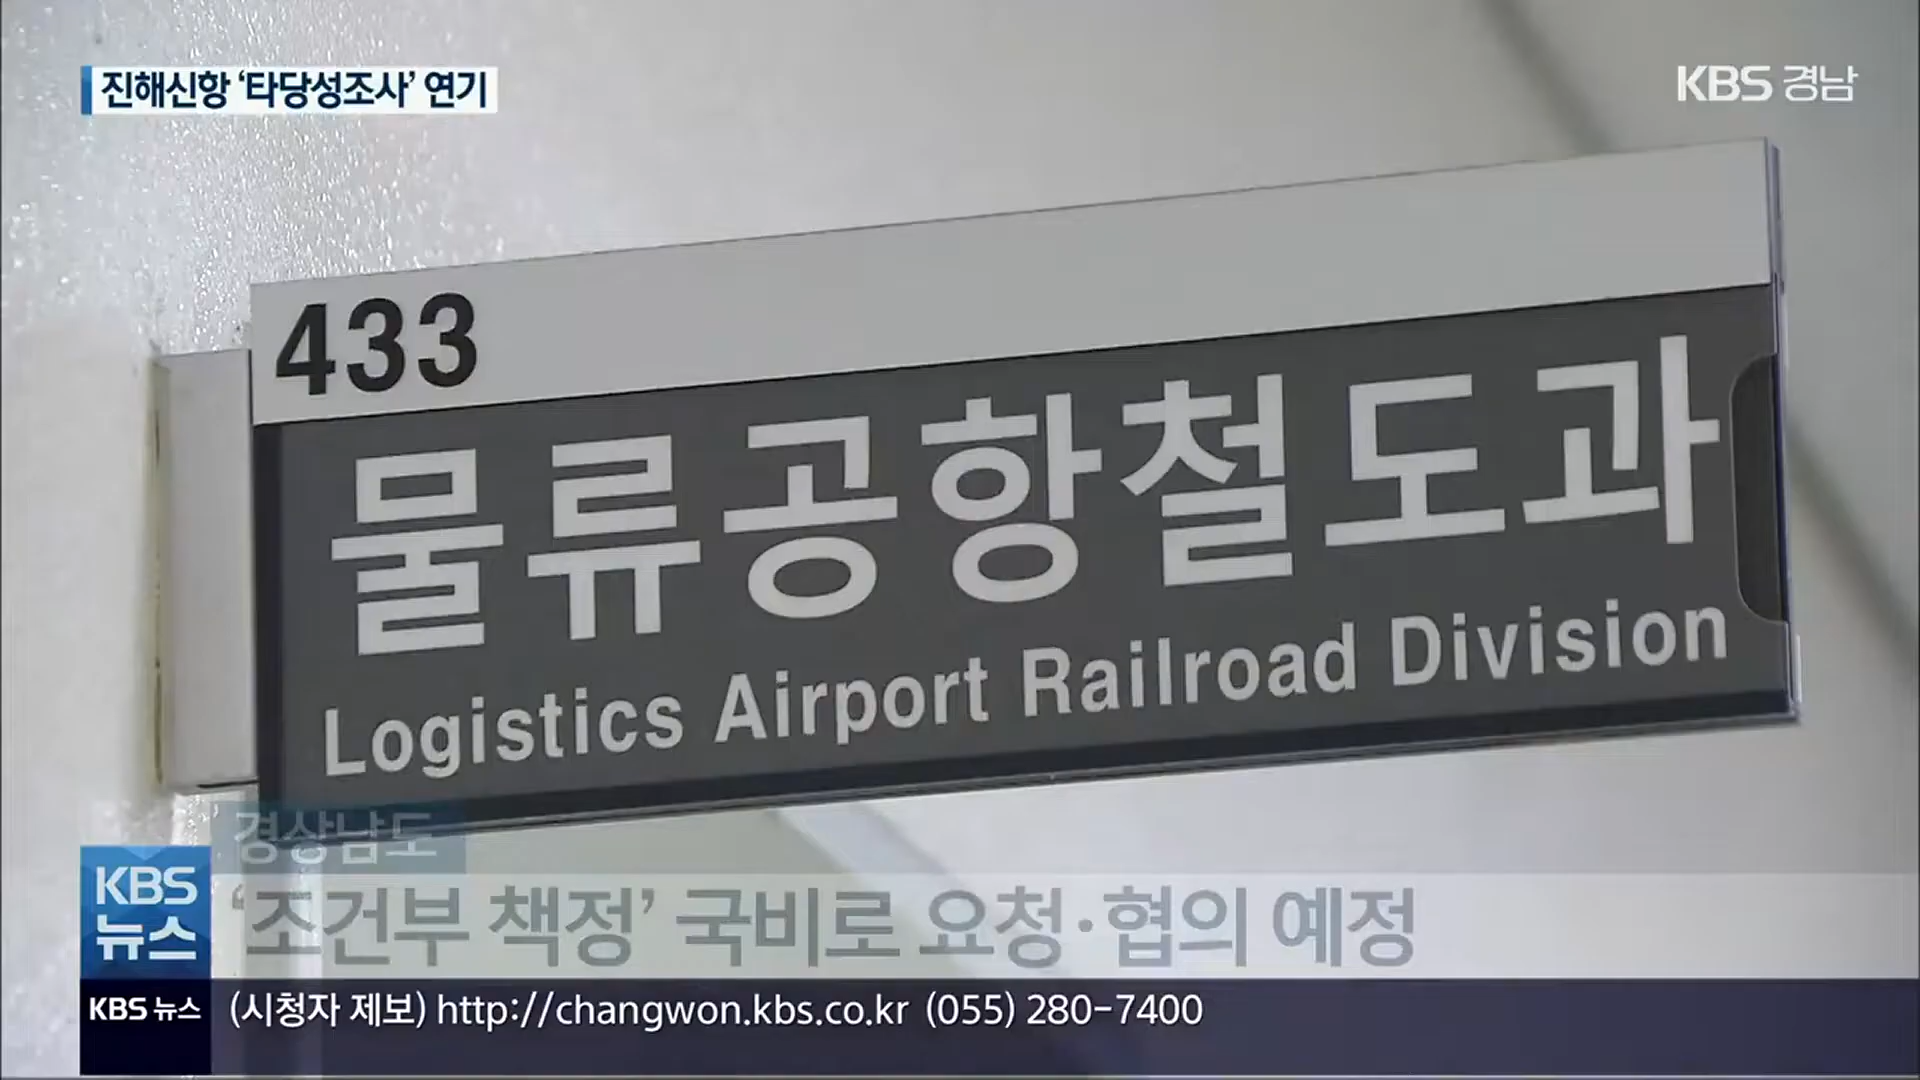 진해신항 ‘타당성조사’ 연기
KBS 경남
433
물류공항철도과
Logistics Airport Railroad Division
경상남도
KBS 뉴스
‘조건부 책정’ 국비로 요청·협의 예정
KBS 뉴스
(시청자 제보) http://changwon.kbs.co.kr (055) 280-7400